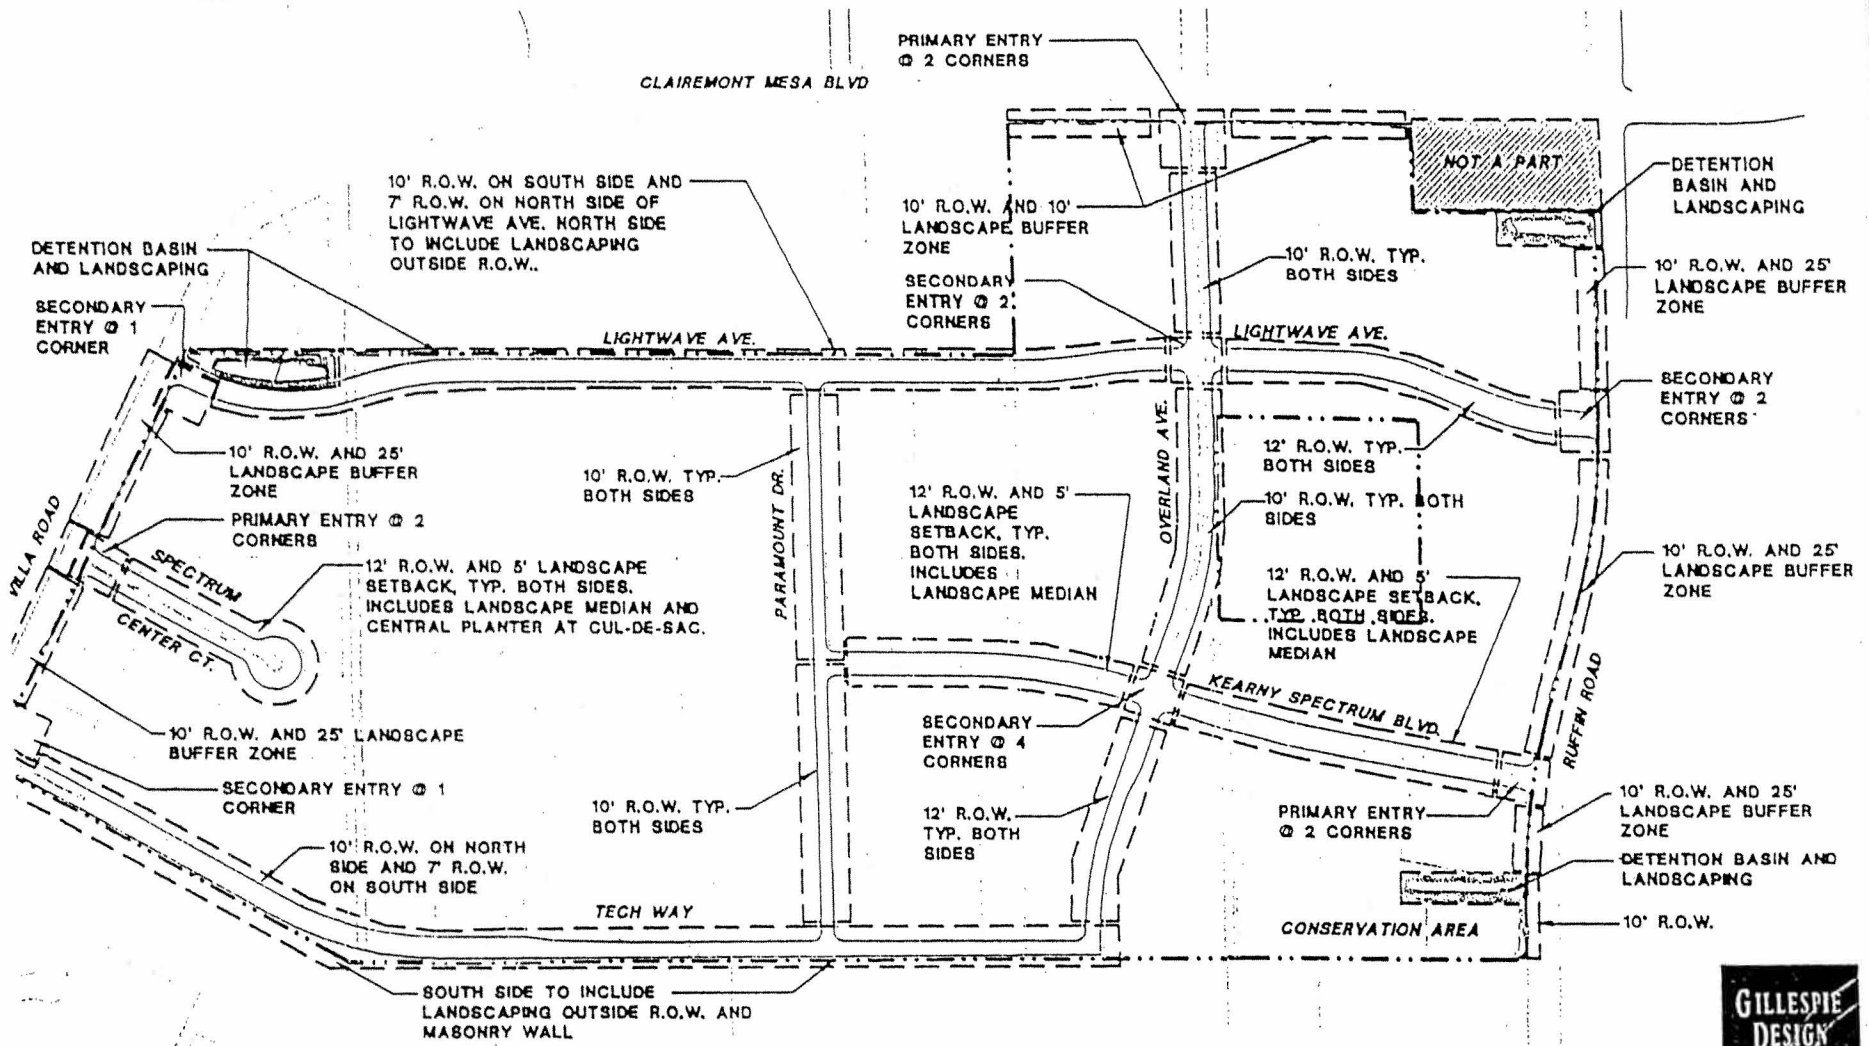 PRIMARY ENTRY
@ 2 CORNERS
CLAIREMONT MESA BLVD
NOT A PART
DETENTION
BASIN AND
LANDSCAPING
10' R.O.W. ON SOUTH SIDE AND
7' R.O.W. ON NORTH SIDE OF
LIGHTWAVE AVE. NORTH SIDE
TO INCLUDE LANDSCAPING
OUTSIDE R.O.W..
10' R.O.W. AND 10'
LANDSCAPE BUFFER
ZONE
DETENTION BASIN
AND LANDSCAPING
10' R.O.W. TYP.
BOTH SIDES
10' R.O.W. AND 25'
LANDSCAPE BUFFER
ZONE
SECONDARY
ENTRY @ 2
CORNERS
SECONDARY
ENTRY @ 1
CORNER
LIGHTWAVE AVE.
LIGHTWAVE AVE.
SECONDARY
ENTRY @ 2
CORNERS
10' R.O.W. AND 25'
LANDSCAPE BUFFER
ZONE
10' R.O.W. TYP.
BOTH SIDES
PARAMOUNT DR.
12' R.O.W. AND 5'
LANDSCAPE
SETBACK, TYP.
BOTH SIDES.
INCLUDES
LANDSCAPE MEDIAN
OVERLAND AVE.
12' R.O.W. TYP.
BOTH SIDES
10' R.O.W. TYP. BOTH
SIDES
VILLA ROAD
PRIMARY ENTRY @ 2
CORNERS
SPECTRUM
CENTER CT.
12' R.O.W. AND 5' LANDSCAPE
SETBACK, TYP. BOTH SIDES.
INCLUDES LANDSCAPE MEDIAN AND
CENTRAL PLANTER AT CUL-DE-SAC.
12' R.O.W. AND 5'
LANDSCAPE SETBACK,
TYP. BOTH SIDES.
INCLUDES LANDSCAPE
MEDIAN
10' R.O.W. AND 25'
LANDSCAPE BUFFER
ZONE
RUFFIN ROAD
KEARNY SPECTRUM BLVD.
10' R.O.W. AND 25' LANDSCAPE
BUFFER ZONE
SECONDARY
ENTRY @ 4
CORNERS
SECONDARY ENTRY @ 1
CORNER
10' R.O.W. TYP.
BOTH SIDES
12' R.O.W.
TYP. BOTH
SIDES
PRIMARY ENTRY
@ 2 CORNERS
10' R.O.W. AND 25'
LANDSCAPE BUFFER
ZONE
10' R.O.W. ON NORTH
SIDE AND 7' R.O.W.
ON SOUTH SIDE
DETENTION BASIN AND
LANDSCAPING
TECH WAY
CONSERVATION AREA
10' R.O.W.
SOUTH SIDE TO INCLUDE
LANDSCAPING OUTSIDE R.O.W. AND
MASONRY WALL
GILLESPIE
DESIGN